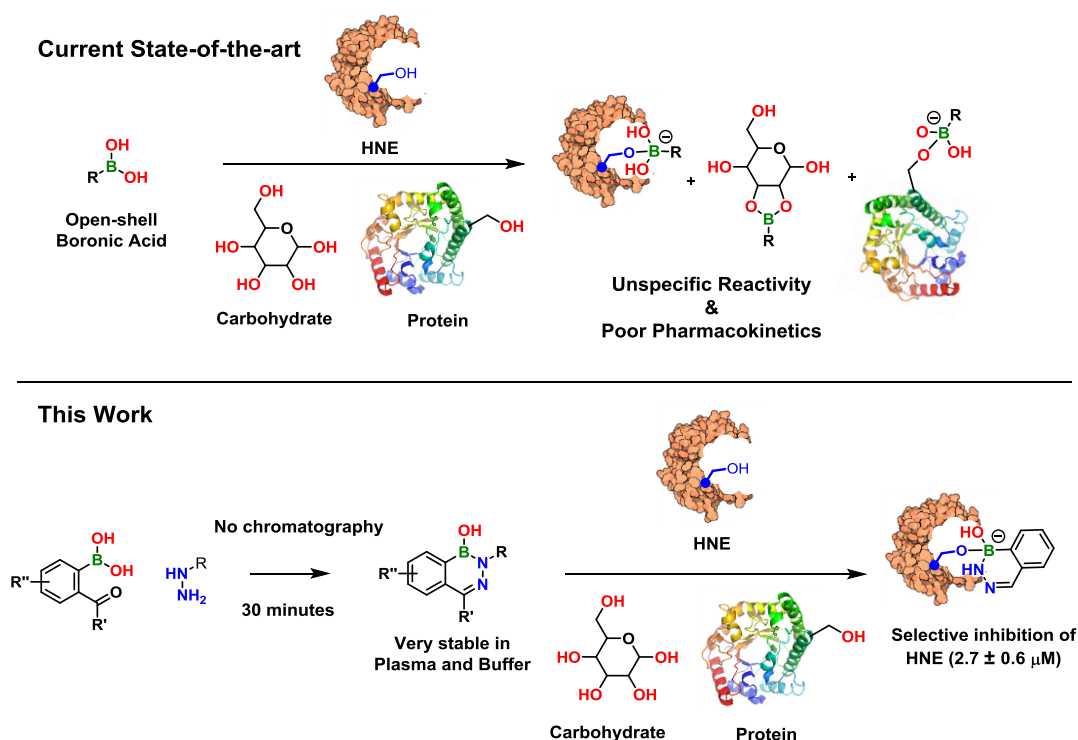 Current State-of-the-art
OH
HNE
OH
B
R
OH
Open-shell
Boronic Acid
OH
O
HO
OH
HO
OH
Carbohydrate
OH
Protein
HO
⊖
O
B
R
HO
+
OH
O
HO
OH
O
O
B
R
+
⊖
R
O
B
O
OH
Unspecific Reactivity
&
Poor Pharmacokinetics
This Work
OH
B
OH
R"
O
R'
R
HN
NH2
No chromatography
30 minutes
OH
B
R
N
N
R"
R'
Very stable in
Plasma and Buffer
OH
HNE
OH
O
HO
OH
HO
OH
Carbohydrate
OH
Protein
HO
⊖
O
B
HN
N
Selective inhibition of
HNE (2.7 ± 0.6 μM)